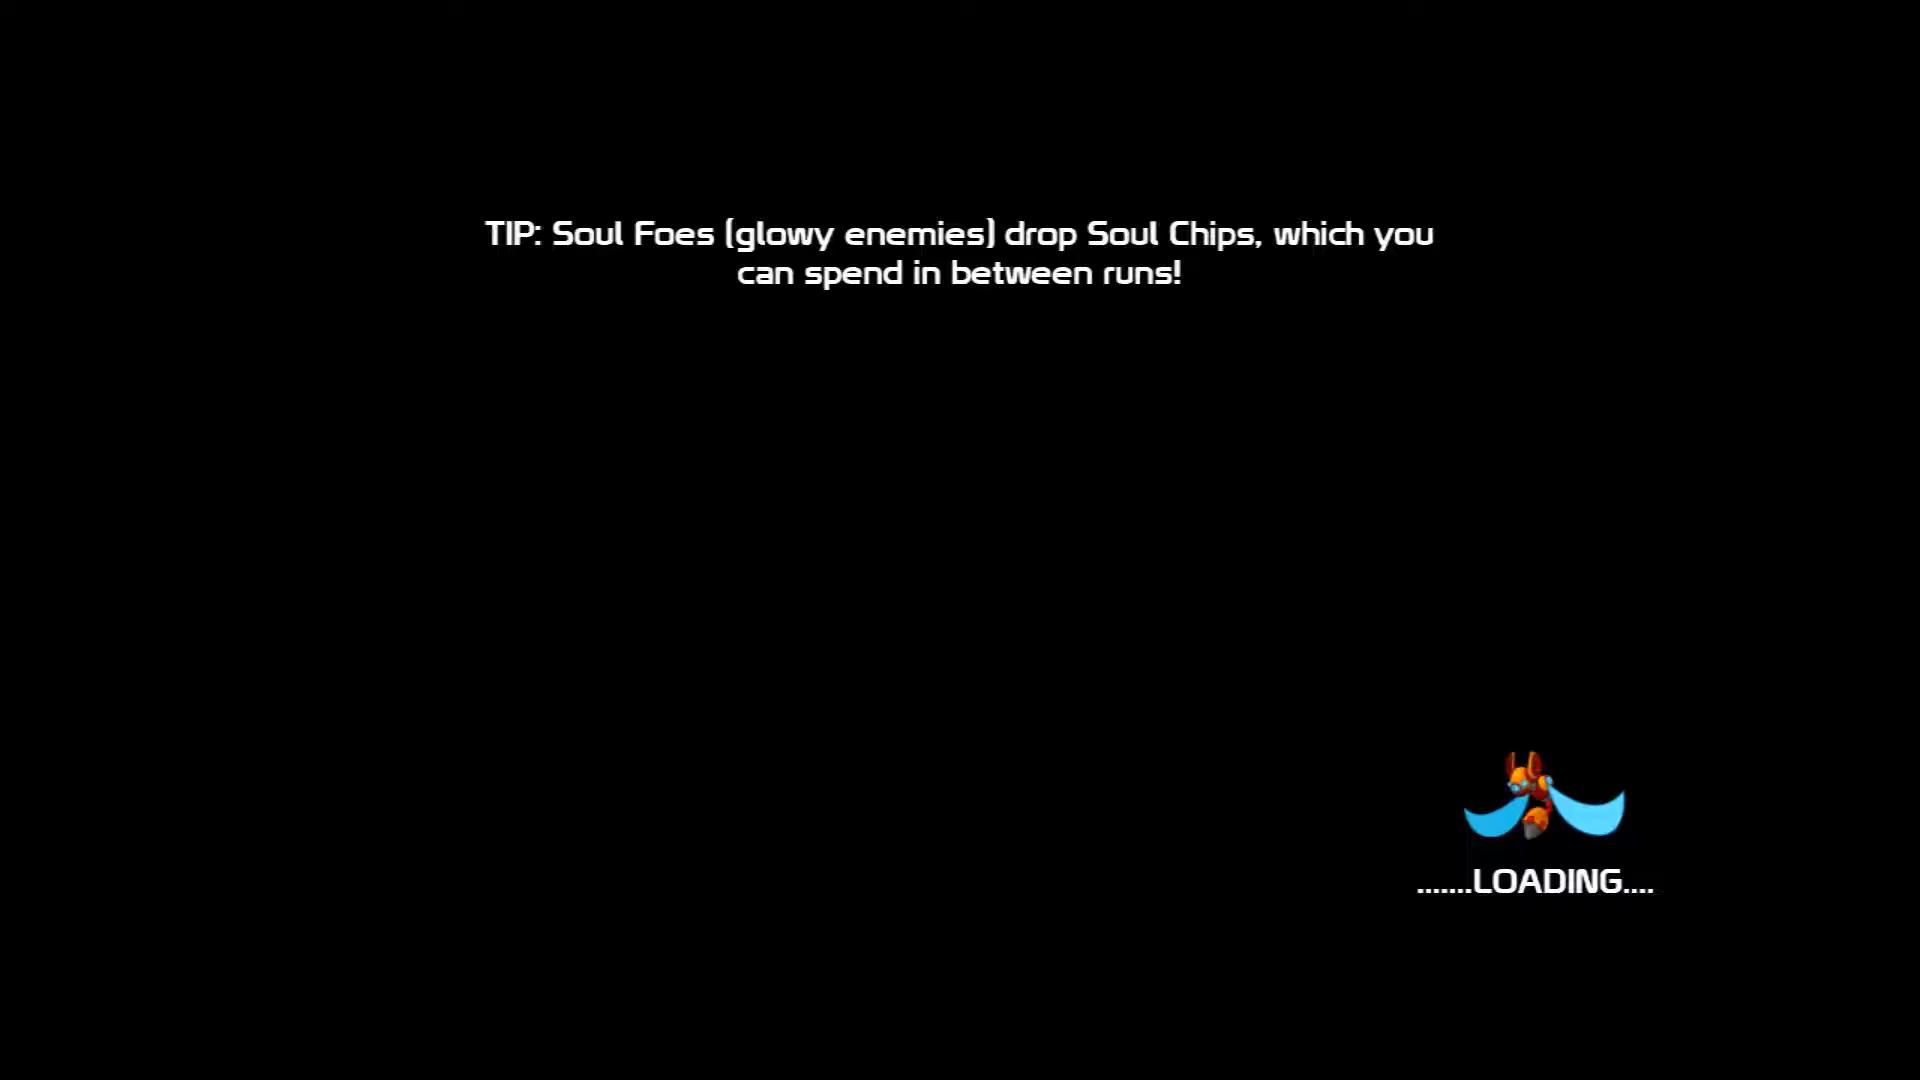 TIP: Soul Foes (glowy enemies) drop Soul Chips, which you
can spend in between runs!
.......LOADING....